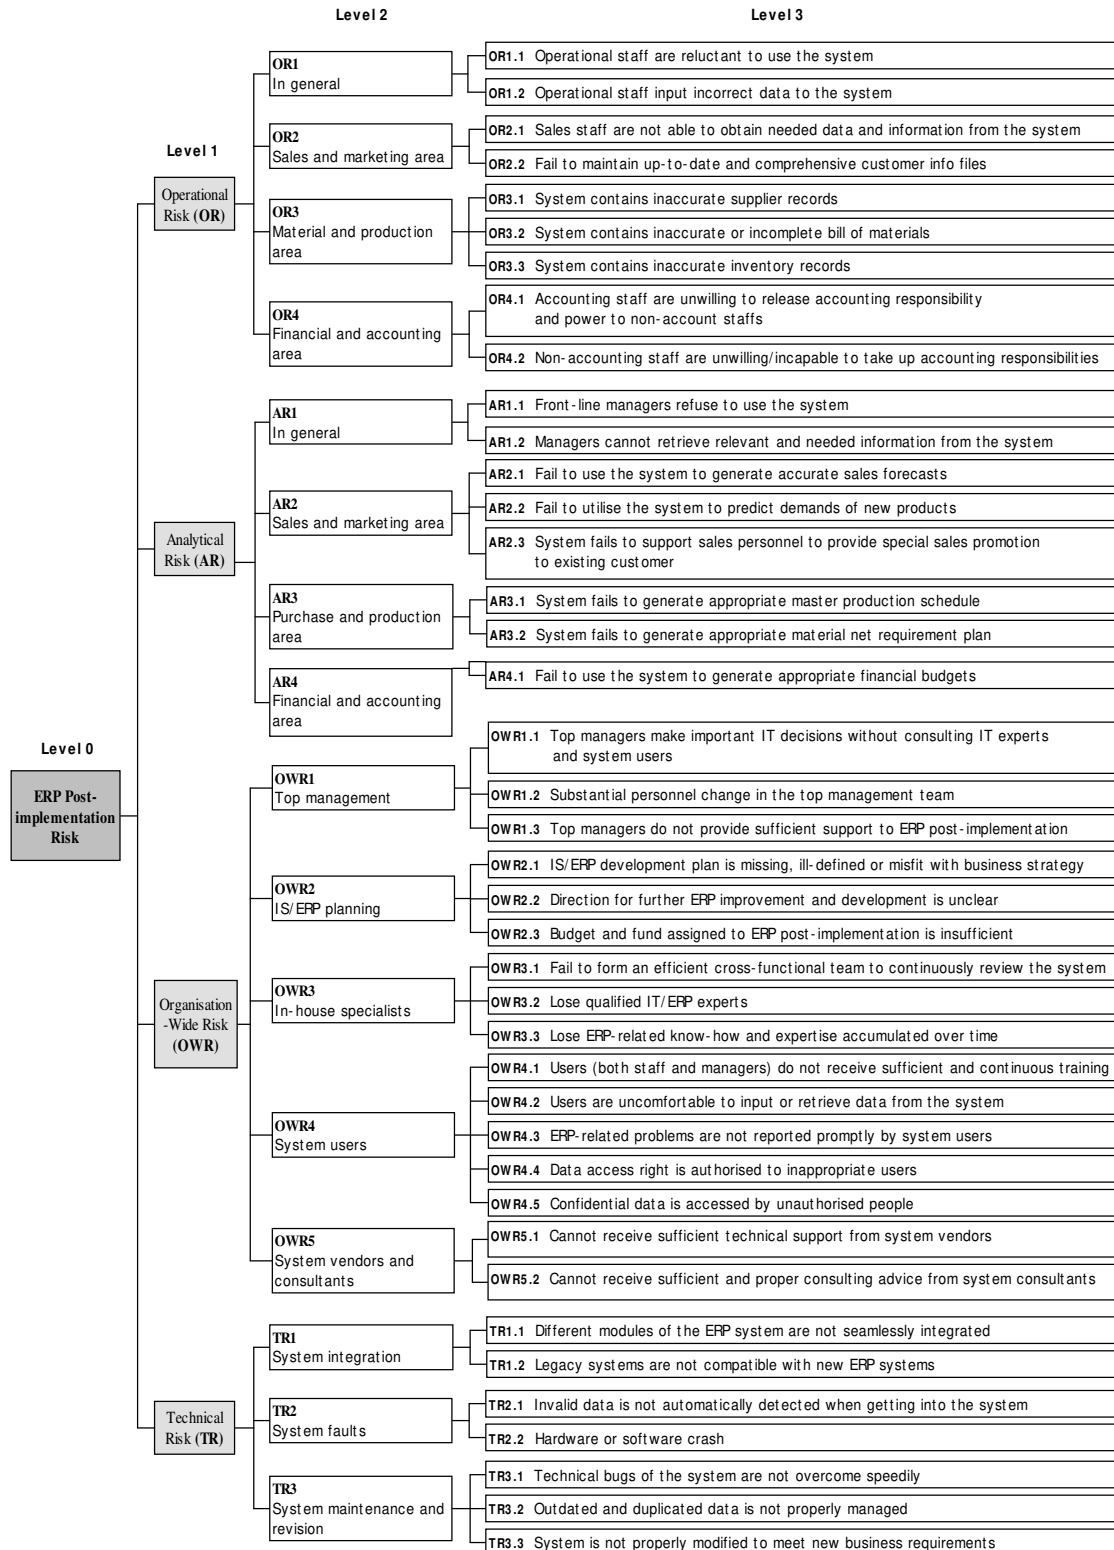 Level 2
Level 3
Level 1
Level 0
ERP Post-
implementation
Risk
Operational
Risk (OR)
OR1
In general
OR1.1 Operational staff are reluctant to use the system
OR1.2 Operational staff input incorrect data to the system
OR2
Sales and marketing area
OR2.1 Sales staff are not able to obtain needed data and information from the system
OR2.2 Fail to maintain up-to-date and comprehensive customer info files
OR3
Material and production
area
OR3.1 System contains inaccurate supplier records
OR3.2 System contains inaccurate or incomplete bill of materials
OR3.3 System contains inaccurate inventory records
OR4
Financial and accounting
area
OR4.1 Accounting staff are unwilling to release accounting responsibility
and power to non-account staffs
OR4.2 Non-accounting staff are unwilling/incapable to take up accounting responsibilities
Analytical
Risk (AR)
AR1
In general
AR1.1 Front-line managers refuse to use the system
AR1.2 Managers cannot retrieve relevant and needed information from the system
AR2
Sales and marketing area
AR2.1 Fail to use the system to generate accurate sales forecasts
AR2.2 Fail to utilise the system to predict demands of new products
AR2.3 System fails to support sales personnel to provide special sales promotion
to existing customer
AR3
Purchase and production
area
AR3.1 System fails to generate appropriate master production schedule
AR3.2 System fails to generate appropriate material net requirement plan
AR4
Financial and accounting
area
AR4.1 Fail to use the system to generate appropriate financial budgets
Organisation
-Wide Risk
(OWR)
OWR1
Top management
OWR1.1 Top managers make important IT decisions without consulting IT experts
and system users
OWR1.2 Substantial personnel change in the top management team
OWR1.3 Top managers do not provide sufficient support to ERP post-implementation
OWR2
IS/ERP planning
OWR2.1 IS/ERP development plan is missing, ill-defined or misfit with business strategy
OWR2.2 Direction for further ERP improvement and development is unclear
OWR2.3 Budget and fund assigned to ERP post-implementation is insufficient
OWR3
In-house specialists
OWR3.1 Fail to form an efficient cross-functional team to continuously review the system
OWR3.2 Lose qualified IT/ERP experts
OWR3.3 Lose ERP-related know-how and expertise accumulated over time
OWR4
System users
OWR4.1 Users (both staff and managers) do not receive sufficient and continuous training
OWR4.2 Users are uncomfortable to input or retrieve data from the system
OWR4.3 ERP-related problems are not reported promptly by system users
OWR4.4 Data access right is authorised to inappropriate users
OWR4.5 Confidential data is accessed by unauthorised people
OWR5
System vendors and
consultants
OWR5.1 Cannot receive sufficient technical support from system vendors
OWR5.2 Cannot receive sufficient and proper consulting advice from system consultants
Technical
Risk (TR)
TR1
System integration
TR1.1 Different modules of the ERP system are not seamlessly integrated
TR1.2 Legacy systems are not compatible with new ERP systems
TR2
System faults
TR2.1 Invalid data is not automatically detected when getting into the system
TR2.2 Hardware or software crash
TR3
System maintenance and
revision
TR3.1 Technical bugs of the system are not overcome speedily
TR3.2 Outdated and duplicated data is not properly managed
TR3.3 System is not properly modified to meet new business requirements